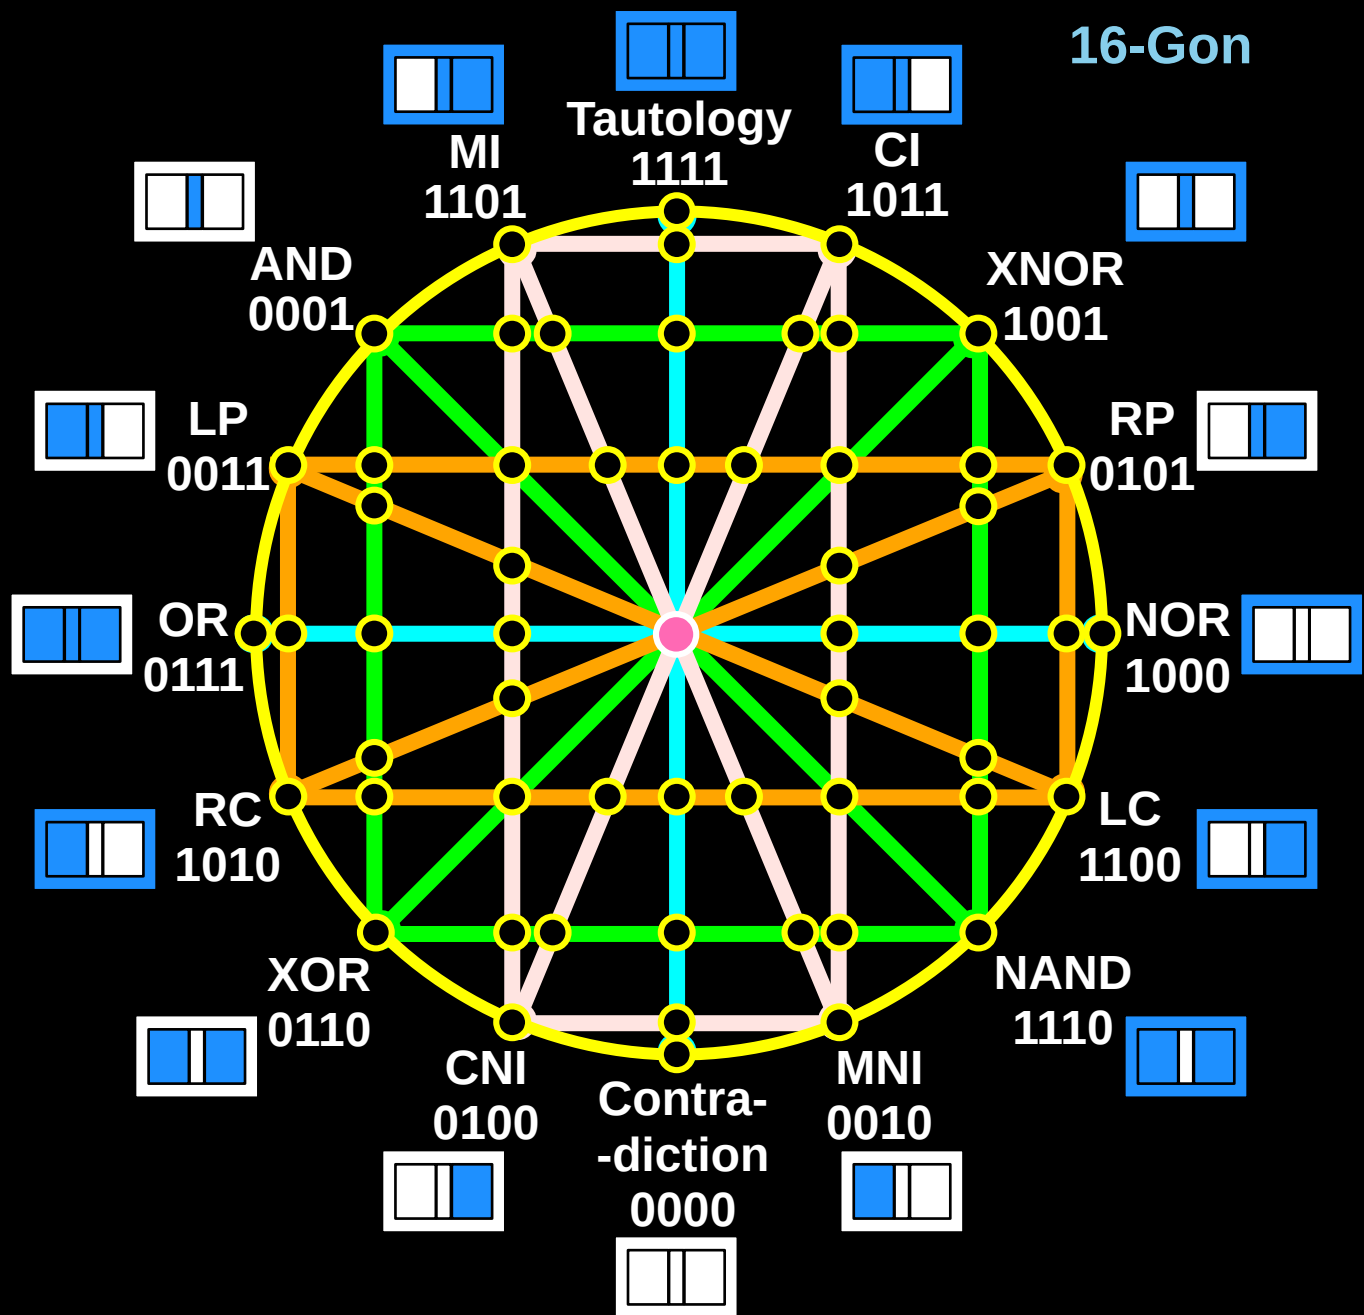 16-Gon
Tautology
1111
MI
1101
CI
1011
AND
0001
XNOR
1001
LP
0011
RP
0101
OR
0111
NOR
1000
RC
1010
LC
1100
XOR
0110
NAND
1110
CNI
0100
Contra-
-diction
0000
MNI
0010